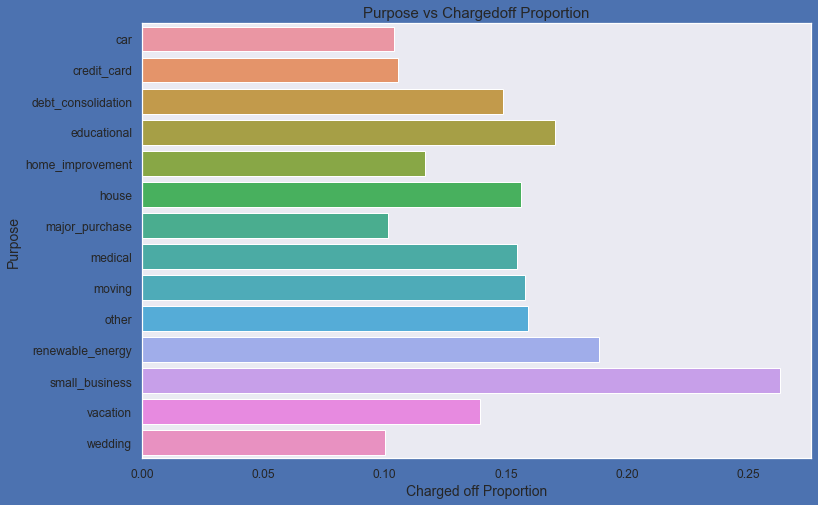 Purpose vs Chargedoff Proportion
Purpose
car
credit_card
debt_consolidation
educational
home_improvement
house
major_purchase
medical
moving
other
renewable_energy
small_business
vacation
wedding
0.00 0.05 0.10 0.15 0.20 0.25
Charged off Proportion